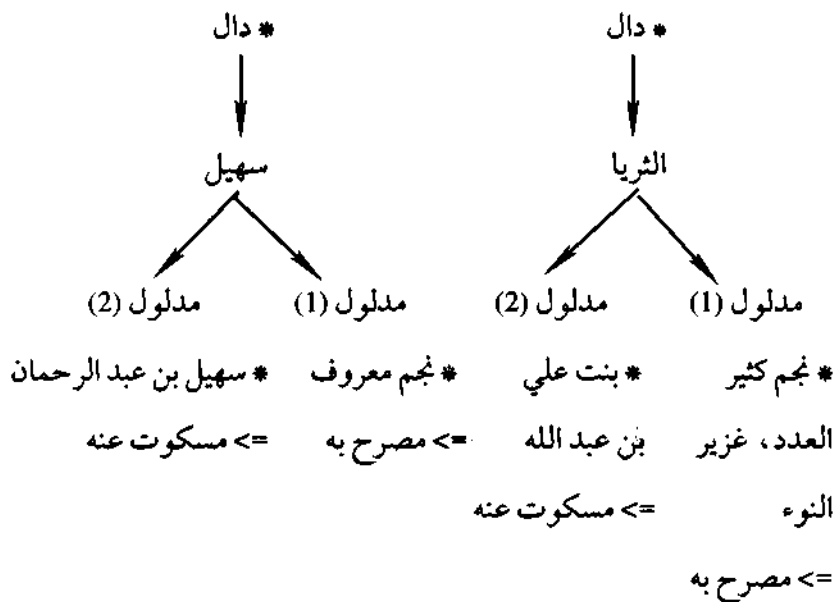 * دال * دال
الثريا سهيل
مدلول (1) مدلول (2) مدلول (1) مدلول (2)
* نجم كثير * بنت علي * نجم معروف * سهيل بن عبد الرحمان
العدد، غزير بن عبد الله => مصرح به => مسكوت عنه
النوء => مسكوت عنه
=> مصرح به